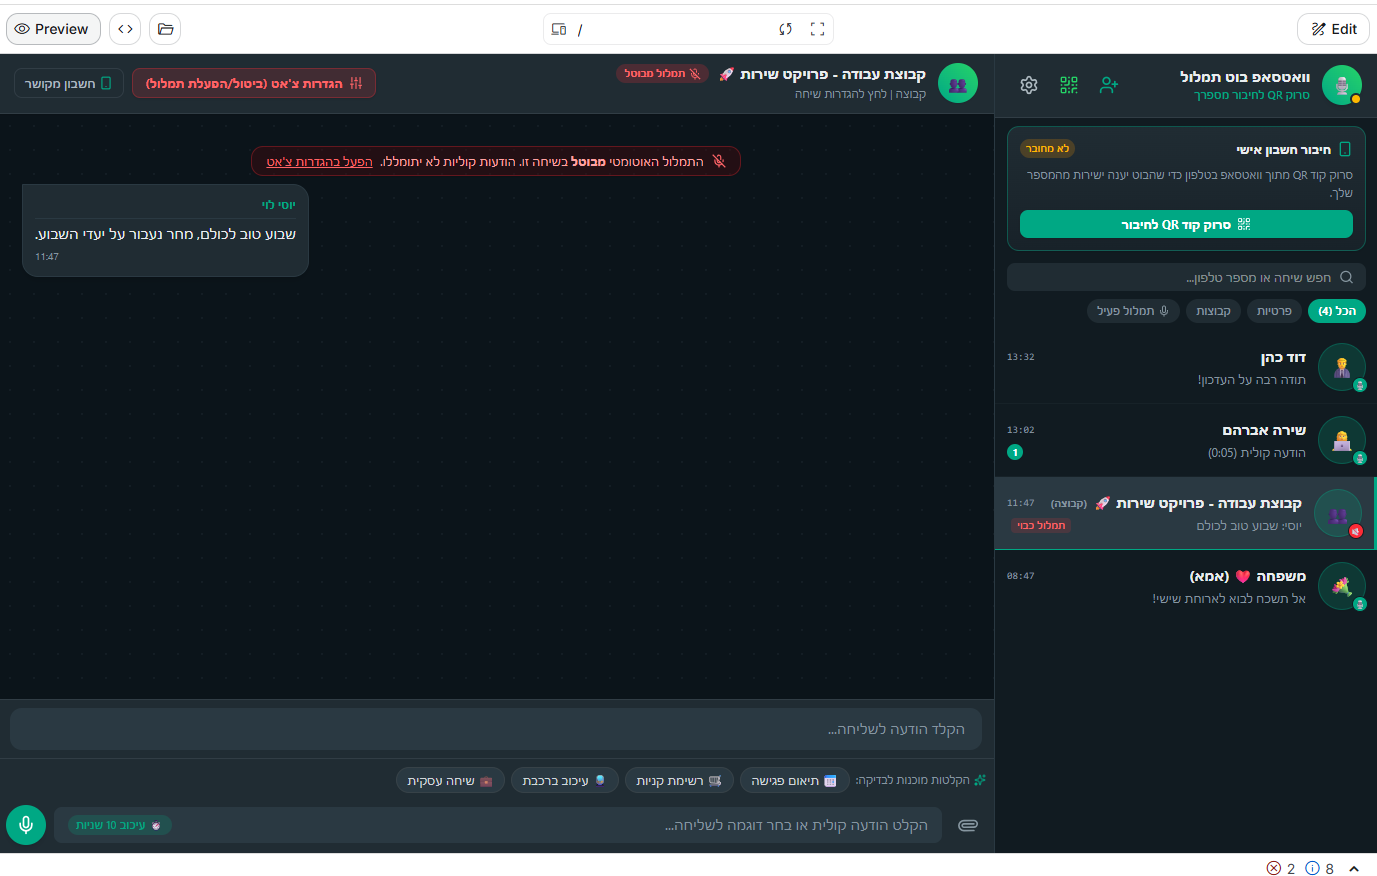 Preview
/
Edit
וואטסאפ בוט תמלול
סרוק QR לחיבור מספרך
קבוצת עבודה - פרויקט שירות 🚀
תמלול מבוטל
קבוצה | לחץ להגדרות שיחה
הגדרות צ'אט (ביטול/הפעלת תמלול)
חשבון מקושר
חיבור חשבון אישי
לא מחובר
סרוק קוד QR מתוך וואטסאפ בטלפון כדי שהבוט יענה ישירות מהמספר
שלך.
סרוק קוד QR לחיבור
חפש שיחה או מספר טלפון...
הכל (4)
פרטיות
קבוצות
תמלול פעיל
דוד כהן
13:32
תודה רבה על העדכון!
שירה אברהם
13:02
הודעה קולית (0:05)
1
קבוצת עבודה - פרויקט שירות 🚀 (קבוצה)
11:47
יוסי: שבוע טוב לכולם
תמלול כבוי
משפחה ❤️ (אמא)
08:47
אל תשכח לבוא לארוחת שישי!
התמלול האוטומטי מבוטל בשיחה זו. הודעות קוליות לא יתומללו. הפעל בהגדרות צ'אט
יוסי לוי
שבוע טוב לכולם, מחר נעבור על יעדי השבוע.
11:47
הקלד הודעה לשליחה...
הקלטות מוכנות לבדיקה:
תיאום פגישה
רשימת קניות
עיכוב ברכבת
שיחה עסקית
הקלט הודעה קולית או בחר דוגמה לשליחה...
עיכוב 10 שניות
2
8